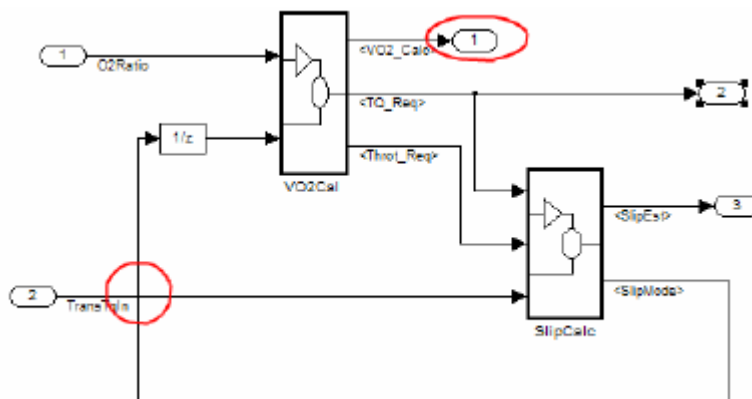 1
O2Ratio
<VO2_Calc>
1
<TQ_Req>
2
1/z
<Throt_Req>
VO2Cal
<SlipEst>
3
2
TransTqIn
<SlipMode>
SlipCalc